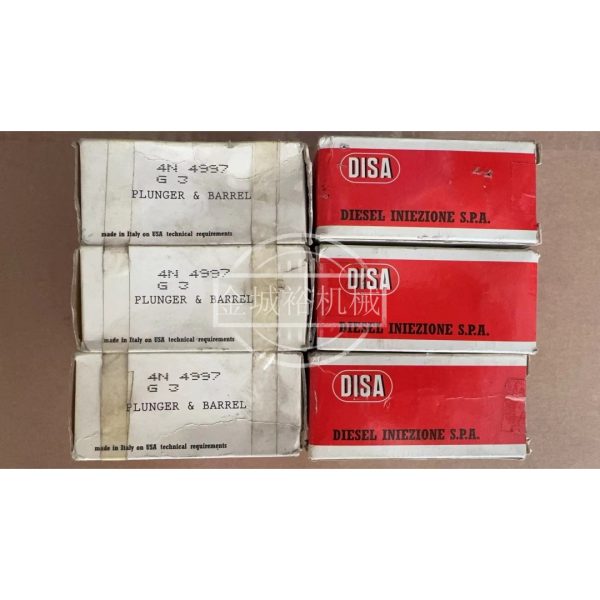 4N 4997
G 3
PLUNGER & BARREL
made in Italy on USA technical requirements
DISA
DIESEL INIEZIONE S.P.A.
4N 4997
G 3
PLUNGER & BARREL
made in Italy on USA technical requirements
DISA
DIESEL INIEZIONE S.P.A.
金城裕机械
4N 4997
G 3
PLUNGER & BARREL
made in Italy on USA technical requirements
DISA
DIESEL INIEZIONE S.P.A.